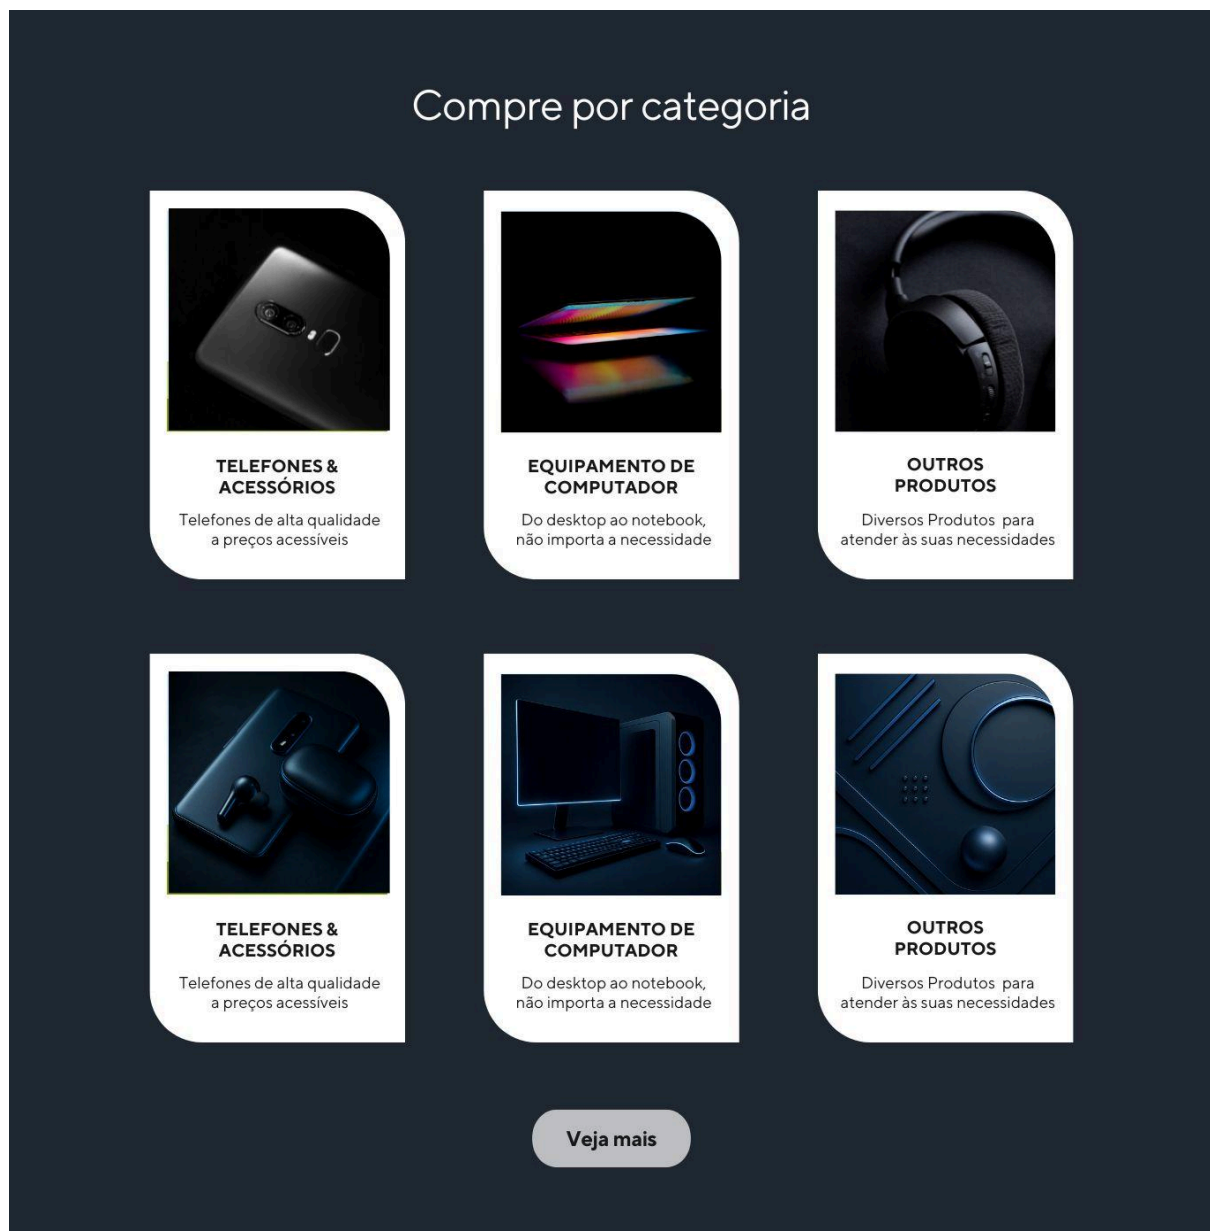 Compre por categoria
TELEFONES &
ACESSÓRIOS
Telefones de alta qualidade
a preços acessíveis
EQUIPAMENTO DE
COMPUTADOR
Do desktop ao notebook,
não importa a necessidade
OUTROS
PRODUTOS
Diversos Produtos  para
atender às suas necessidades
TELEFONES &
ACESSÓRIOS
Telefones de alta qualidade
a preços acessíveis
EQUIPAMENTO DE
COMPUTADOR
Do desktop ao notebook,
não importa a necessidade
OUTROS
PRODUTOS
Diversos Produtos  para
atender às suas necessidades
Veja mais